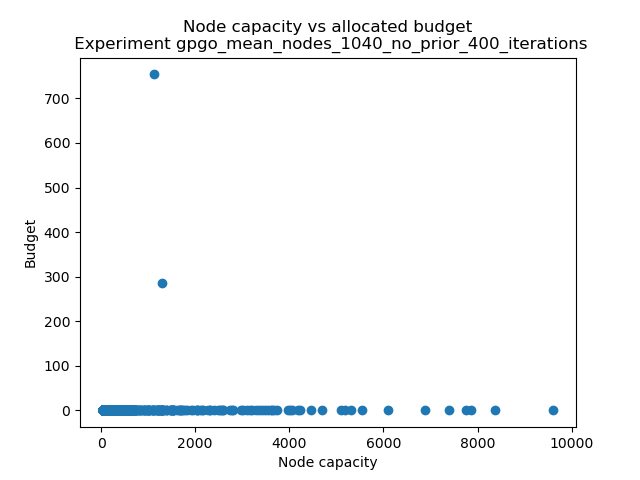 Node capacity vs allocated budget
Experiment gpgo_mean_nodes_1040_no_prior_400_iterations
700
600
500
400
300
200
100
0
Budget
0 2000 4000 6000 8000 10000
Node capacity